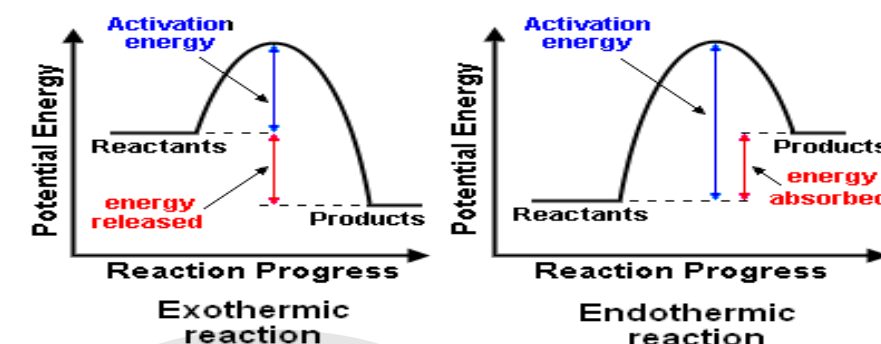 Activation
energy
Potential Energy
Reactants
energy
released
Products
Reaction Progress
Exothermic
reaction
Activation
energy
Potential Energy
Products
energy
absorbed
Reactants
Reaction Progress
Endothermic
reaction